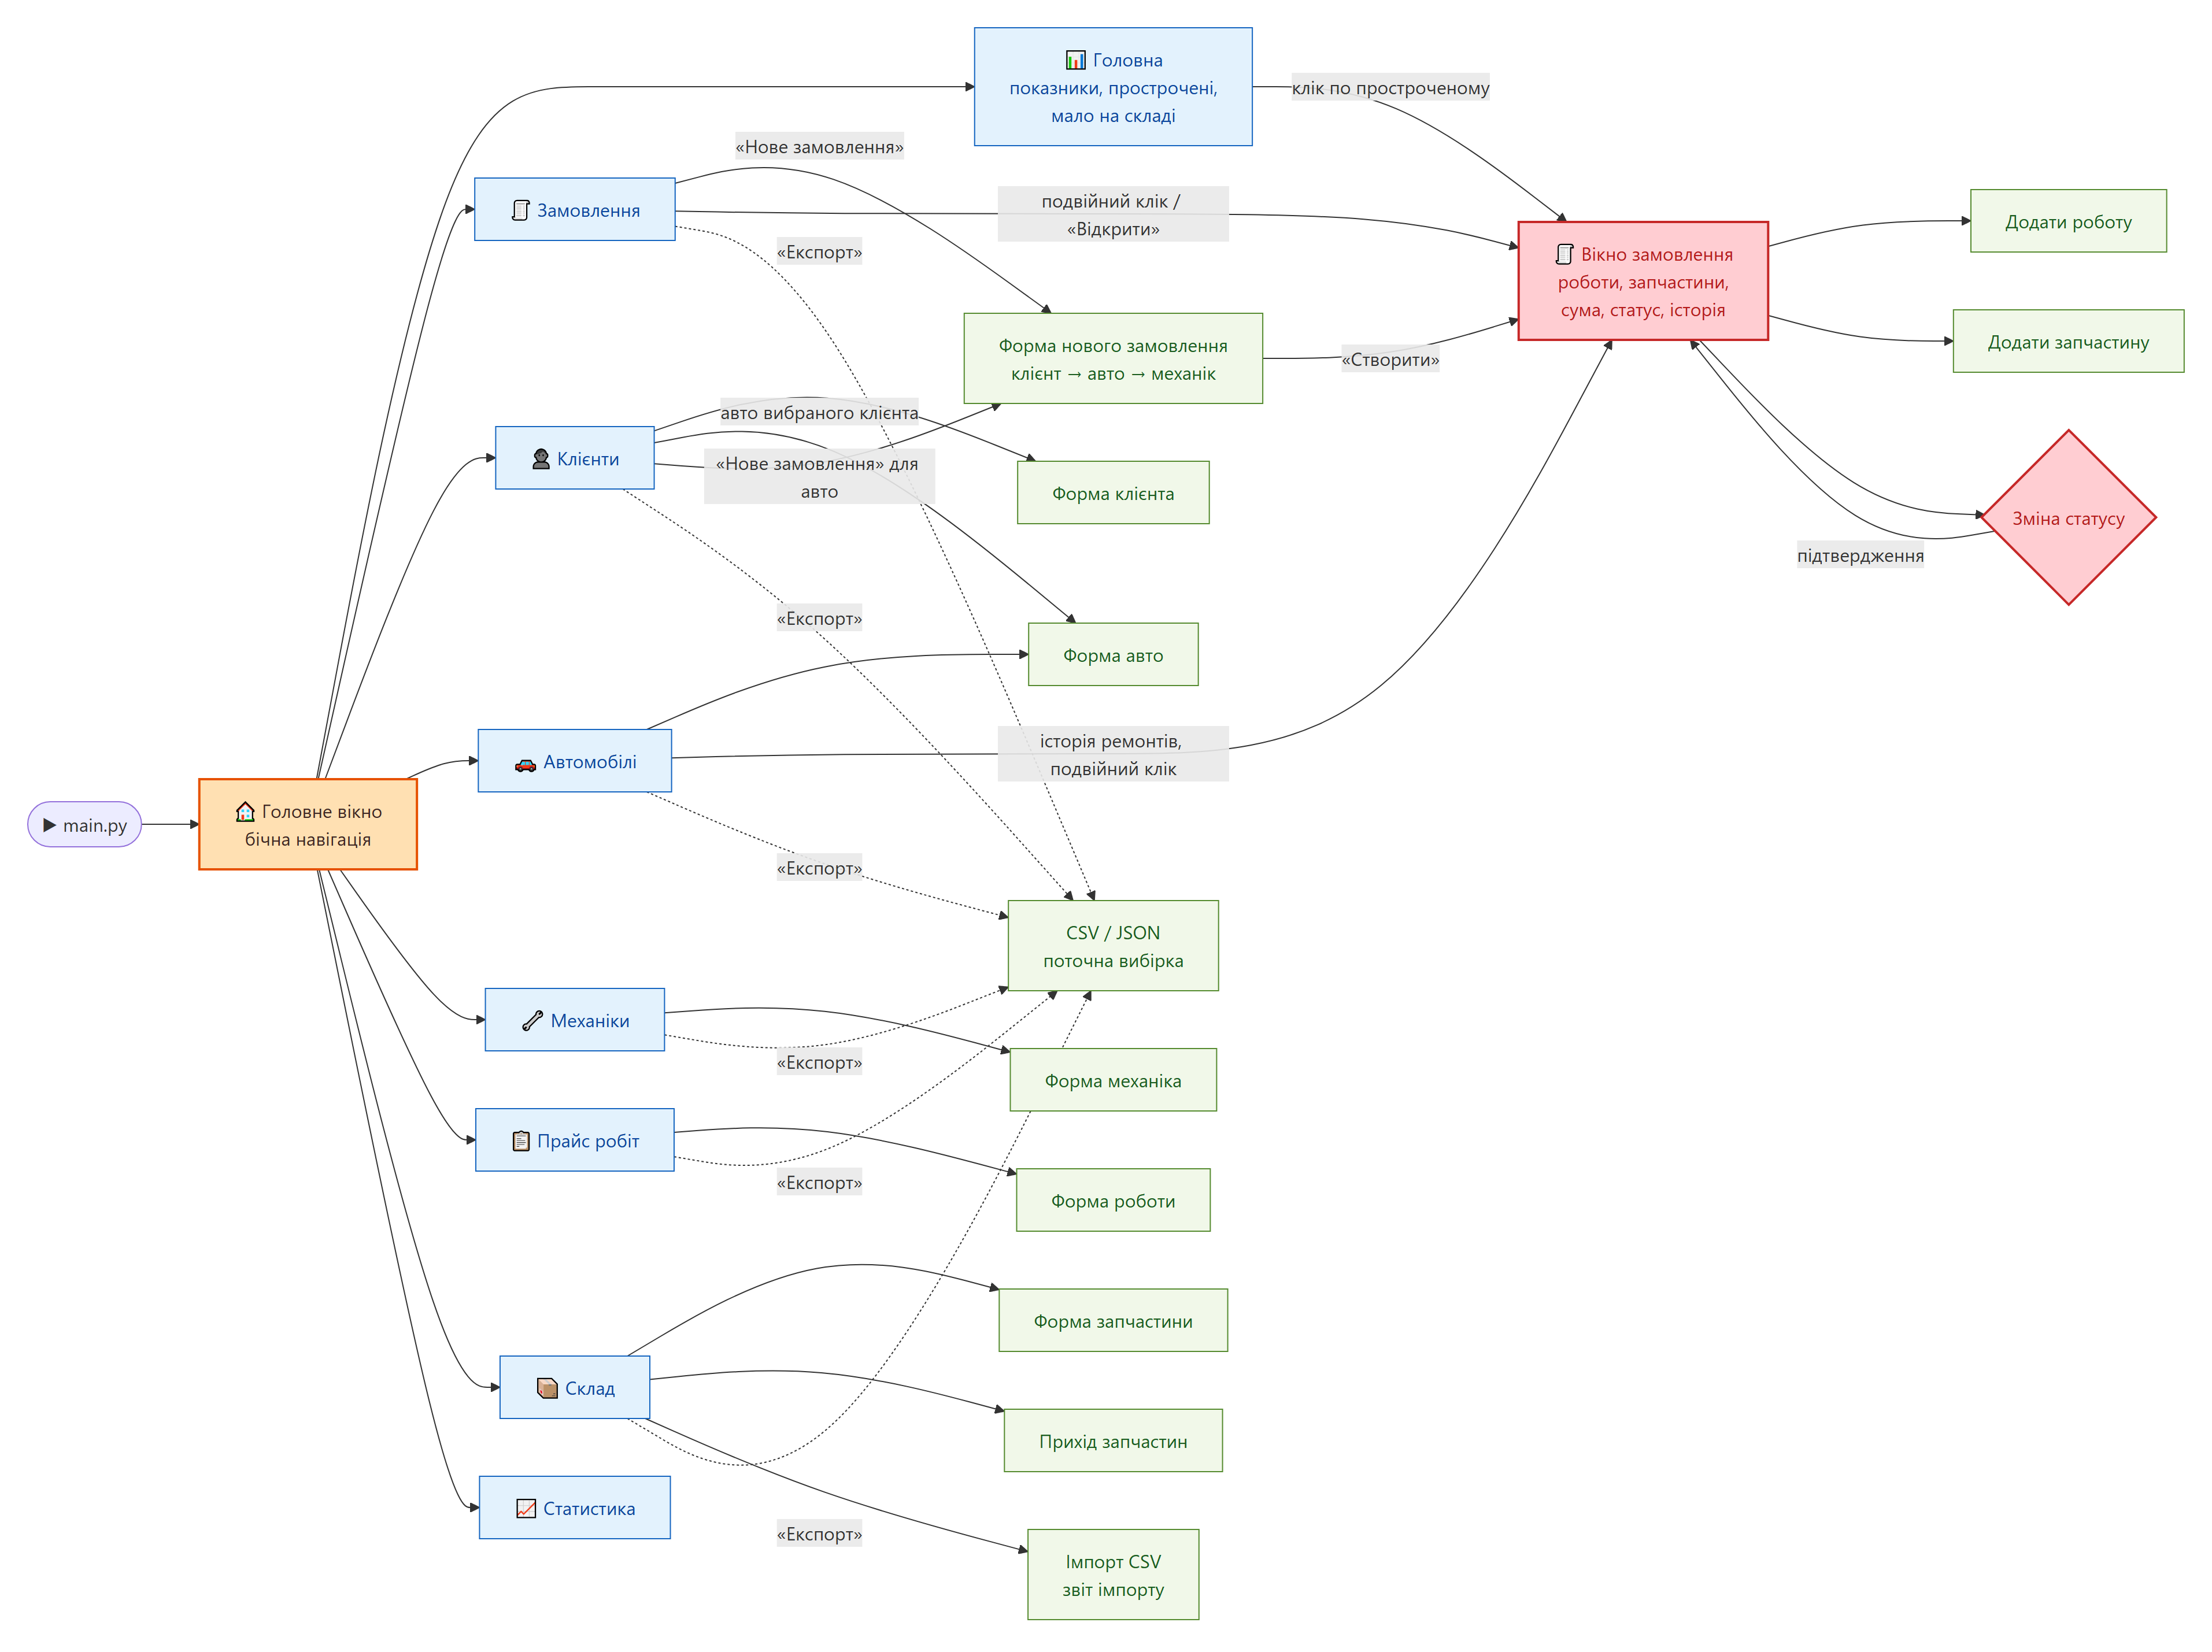 main.py
Головне вікно
бічна навігація
Головна
показники, прострочені,
мало на складі
Замовлення
Клієнти
Автомобілі
Механіки
Прайс робіт
Склад
Статистика
«Нове замовлення»
подвійний клік /
«Відкрити»
«Експорт»
клік по простроченому
Форма нового замовлення
клієнт → авто → механік
«Створити»
авто вибраного клієнта
«Нове замовлення» для
авто
Форма клієнта
«Експорт»
Форма авто
історія ремонтів,
подвійний клік
«Експорт»
CSV / JSON
поточна вибірка
«Експорт»
Форма механіка
«Експорт»
Форма роботи
Форма запчастини
Прихід запчастин
«Експорт»
Імпорт CSV
звіт імпорту
Вікно замовлення
роботи, запчастини,
сума, статус, історія
Додати роботу
Додати запчастину
Зміна статусу
підтвердження